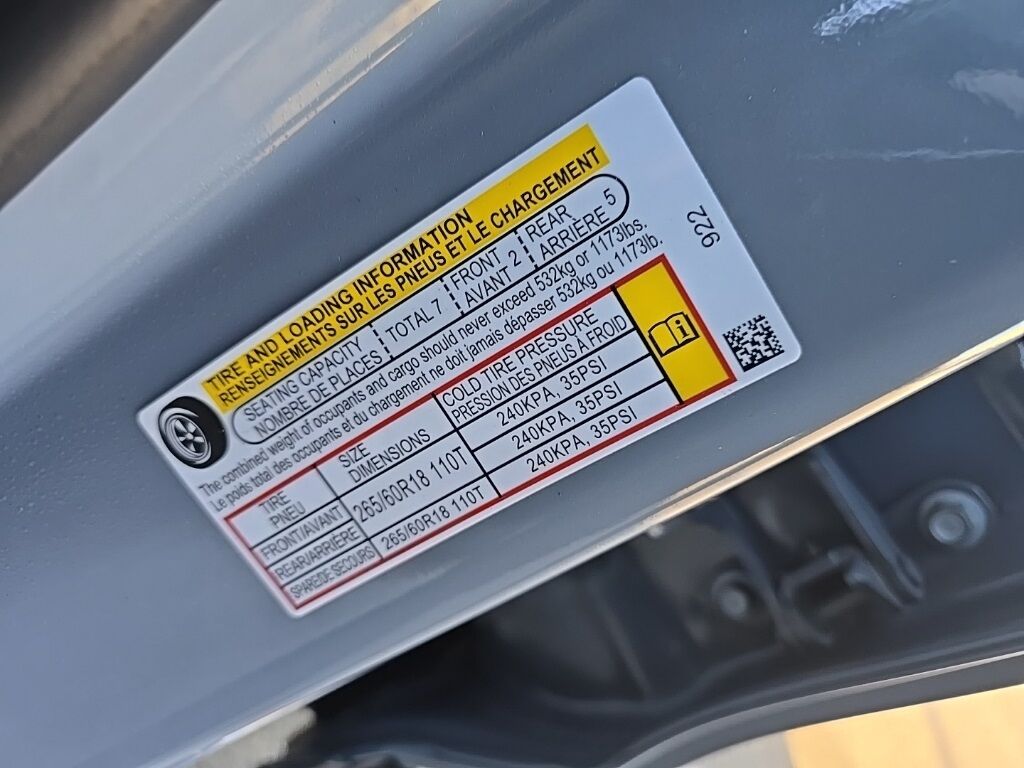 TIRE AND LOADING INFORMATION
RENSEIGNEMENTS SUR LES PNEUS ET LE CHARGEMENT
SEATING CAPACITY
NOMBRE DE PLACES
TOTAL 7
FRONT
AVANT 2
REAR
ARRIÈRE 5
The combined weight of occupants and cargo should never exceed 532kg or 1173lbs.
Le poids total des occupants et du chargement ne doit jamais dépasser 532kg ou 1173lb.
TIRE
PNEU
SIZE
DIMENSIONS
COLD TIRE PRESSURE
PRESSION DES PNEUS À FROID
FRONT/AVANT
265/60R18 110T
240KPA, 35PSI
REAR/ARRIÈRE
240KPA, 35PSI
SPARE/DE SECOURS
265/60R18 110T
240KPA, 35PSI
922